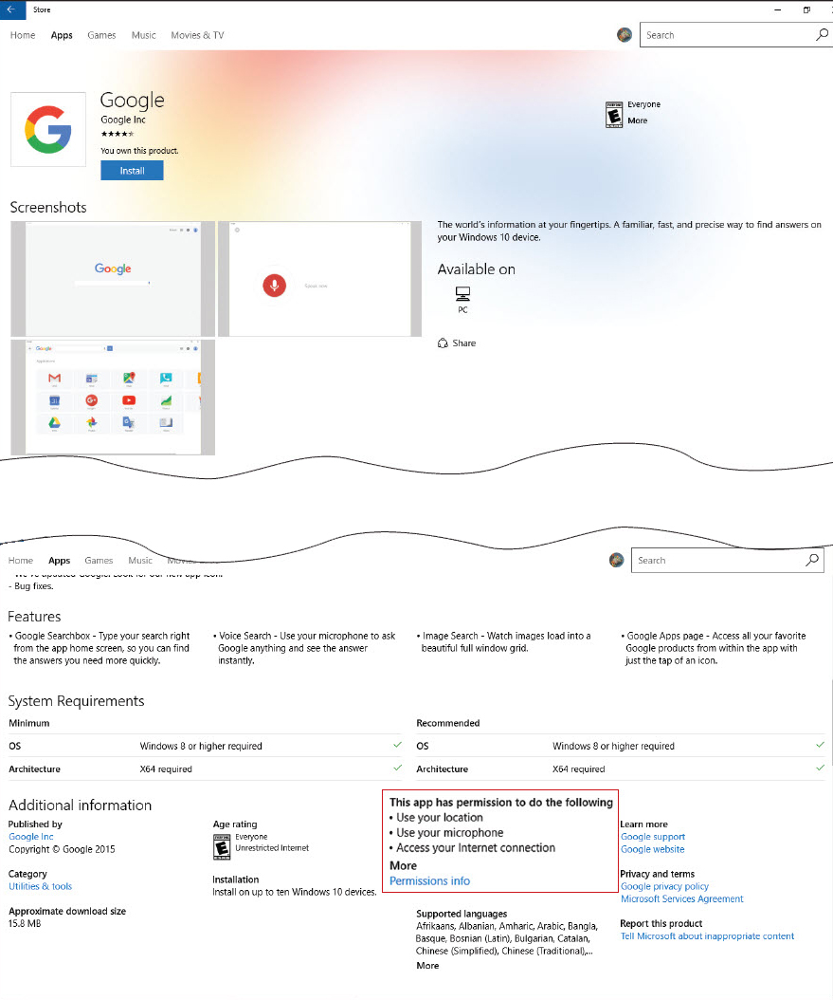 Store
Home Apps Games Music Movies & TV
Search
Google
Google Inc
You own this product.
Install
E
Everyone
More
Screenshots
Google
Google
The world's information at your fingertips. A familiar, fast, and precise way to find answers on
your Windows 10 device.
Available on
PC
Share
Home Apps Games Music
Search
- We've updated Google. Look for our new app icon.
- Bug fixes.
Features
• Google Searchbox - Type your search right
from the app home screen, so you can find
the answers you need more quickly.
• Voice Search - Use your microphone to ask
Google anything and see the answer
instantly.
• Image Search - Watch images load into a
beautiful full window grid.
• Google Apps page - Access all your favorite
Google products from within the app with
just the tap of an icon.
System Requirements
Minimum
OS Windows 8 or higher required
Architecture X64 required
Recommended
OS Windows 8 or higher required
Architecture X64 required
Additional information
Published by
Google Inc
Copyright © Google 2015
Category
Utilities & tools
Approximate download size
15.8 MB
Age rating
E
Everyone
Unrestricted Internet
Installation
Install on up to ten Windows 10 devices.
This app has permission to do the following
• Use your location
• Use your microphone
• Access your Internet connection
More
Permissions info
Supported languages
Afrikaans, Albanian, Amharic, Arabic, Bangla,
Basque, Bosnian (Latin), Bulgarian, Catalan,
Chinese (Simplified), Chinese (Traditional),...
More
Learn more
Google support
Google website
Privacy and terms
Google privacy policy
Microsoft Services Agreement
Report this product
Tell Microsoft about inappropriate content